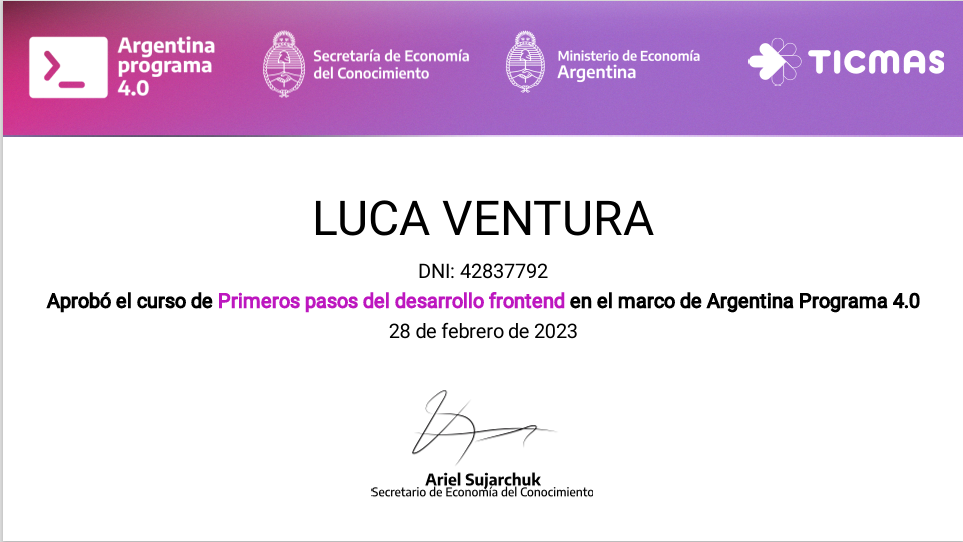 Argentina
programa
4.0
Secretaría de Economía
del Conocimiento
Ministerio de Economía
Argentina
TICMAS
LUCA VENTURA
DNI: 42837792
Aprobó el curso de Primeros pasos del desarrollo frontend en el marco de Argentina Programa 4.0
28 de febrero de 2023
Ariel Sujarchuk
Secretario de Economía del Conocimiento